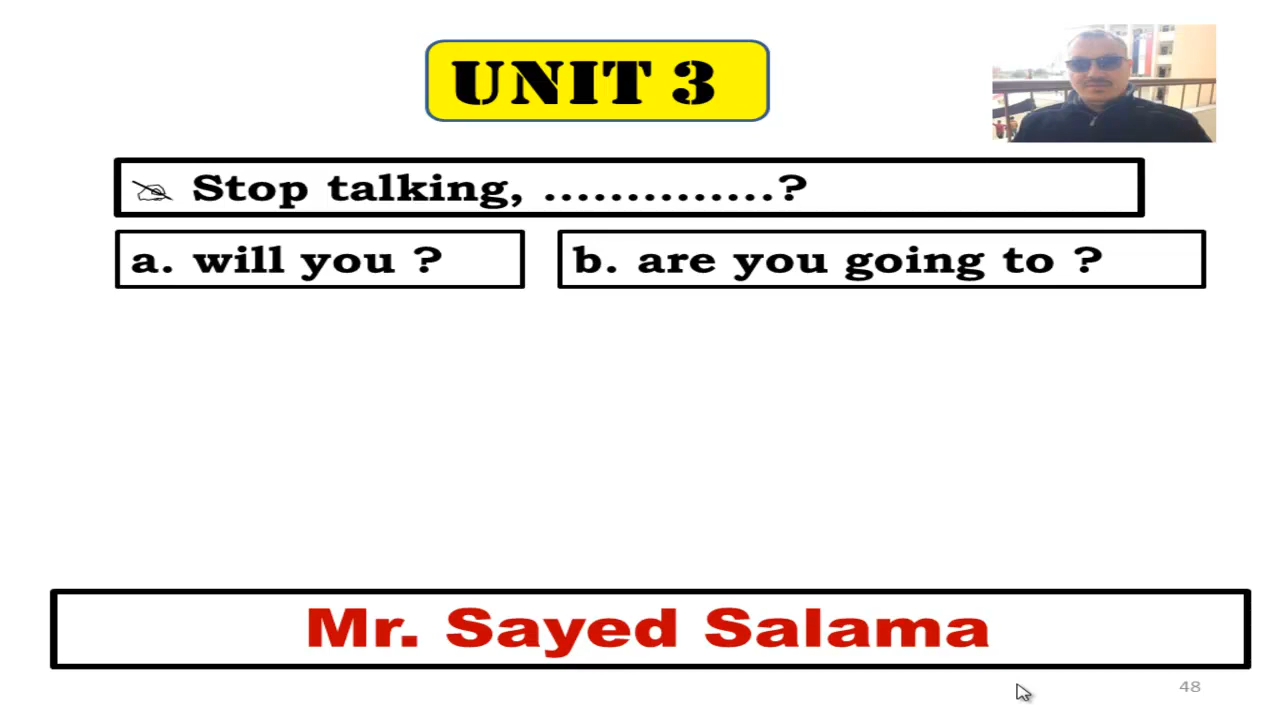 UNIT 3
Stop talking, ..............?
a. will you ?
b. are you going to ?
Mr. Sayed Salama
48